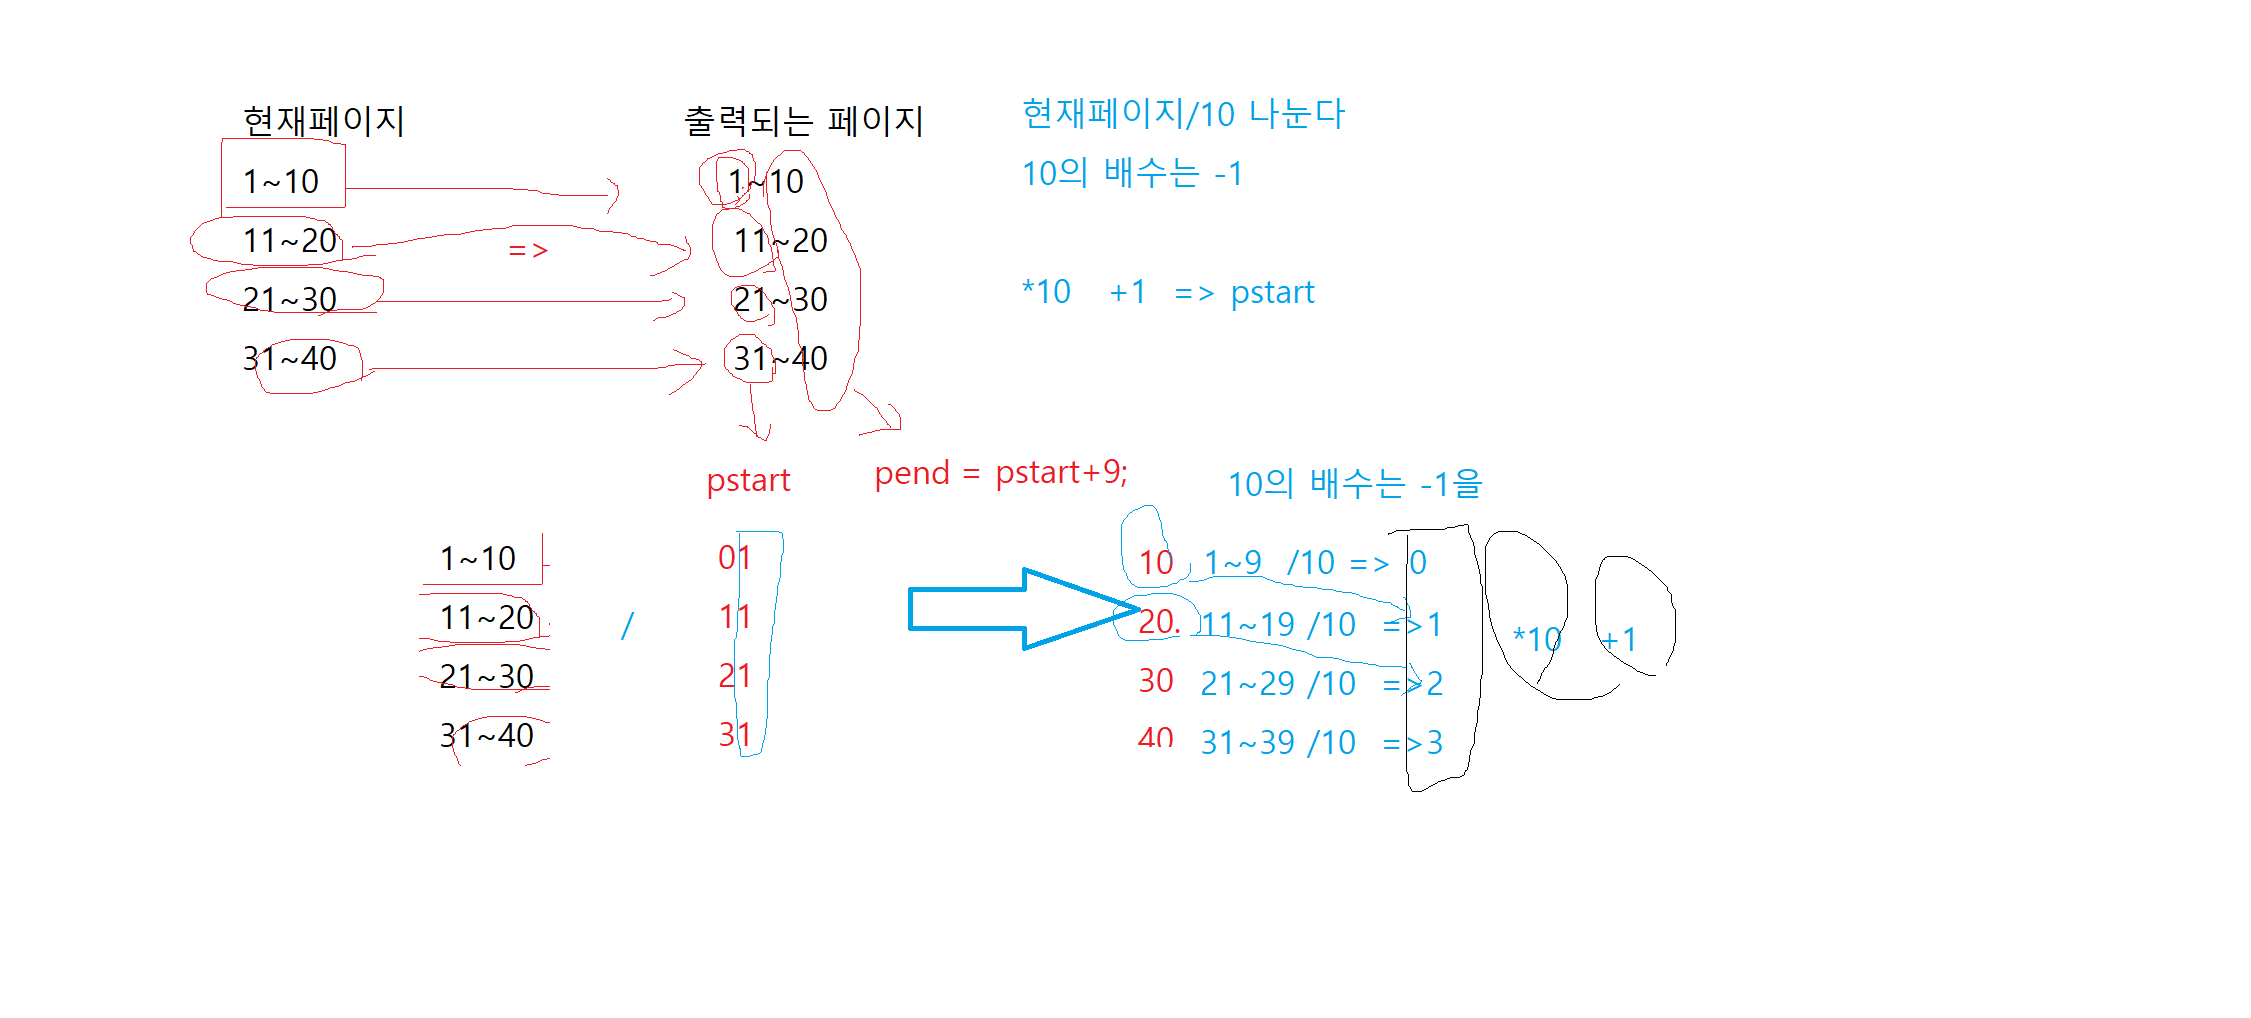 현재페이지 출력되는 페이지 현재페이지/10 나눈다
1~10 1~10 10의 배수는 -1
11~20 => 11~20
21~30 21~30 *10 +1 => pstart
31~40 31~40
pstart pend = pstart+9; 10의 배수는 -1을
1~10 01 10 1~9 /10 => 0
11~20 / 11 20. 11~19 /10 =>1 *10 +1
21~30 21 30 21~29 /10 =>2
31~40 31 40 31~39 /10 =>3